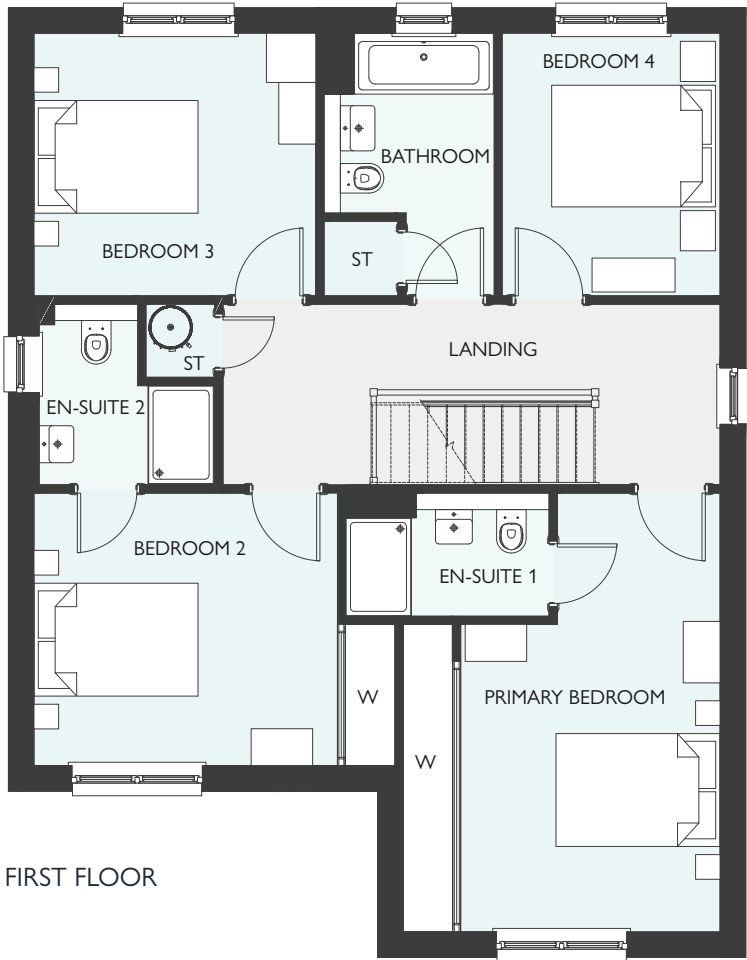 BEDROOM 4
BATHROOM
BEDROOM 3
ST
LANDING
ST
EN-SUITE 2
BEDROOM 2
EN-SUITE 1
PRIMARY BEDROOM
W
W
FIRST FLOOR